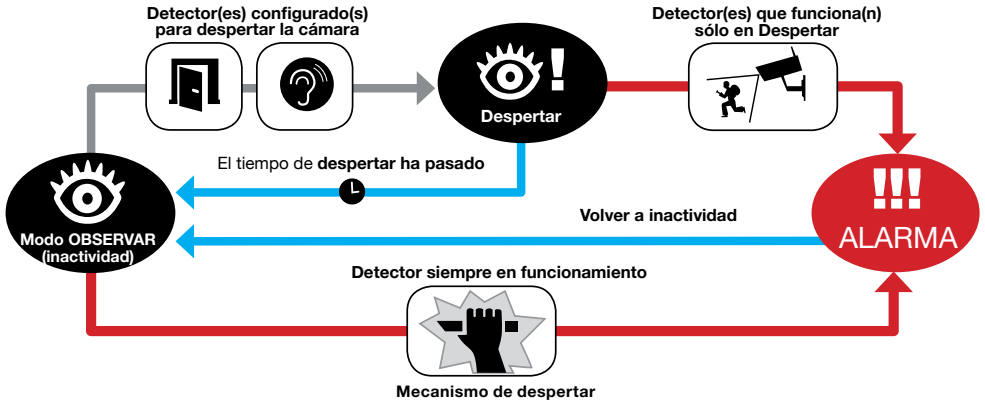 Detector(es) configurado(s)
para despertar la cámara
Detector(es) que funciona(n)
sólo en Despertar
Despertar
El tiempo de despertar ha pasado
Volver a inactividad
Modo OBSERVAR
(inactividad)
!!!
ALARMA
Detector siempre en funcionamiento
Mecanismo de despertar